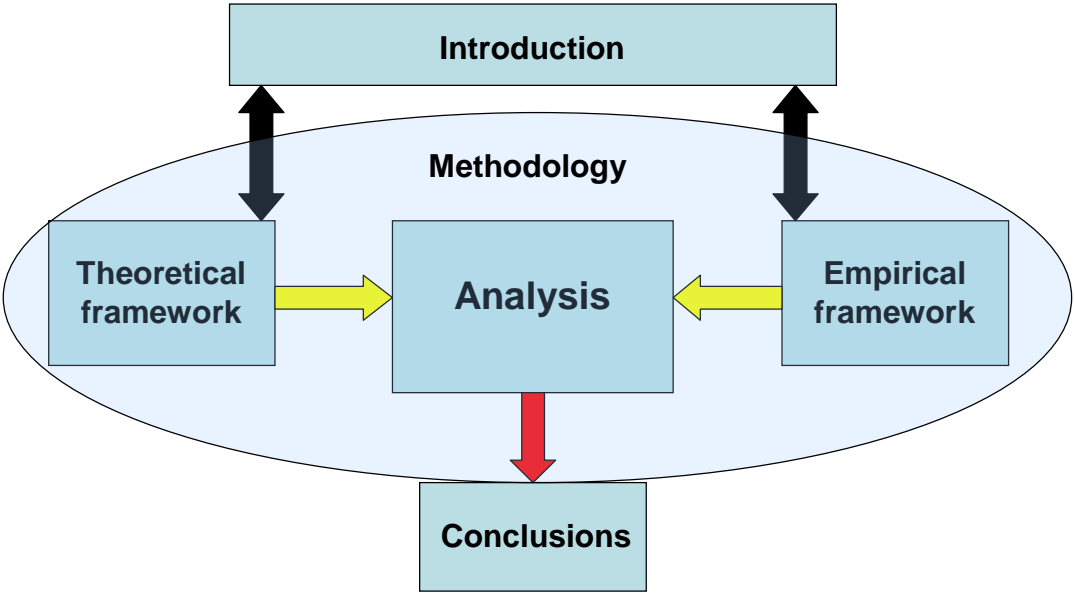 Introduction
Methodology
Theoretical
framework
Analysis
Empirical
framework
Conclusions